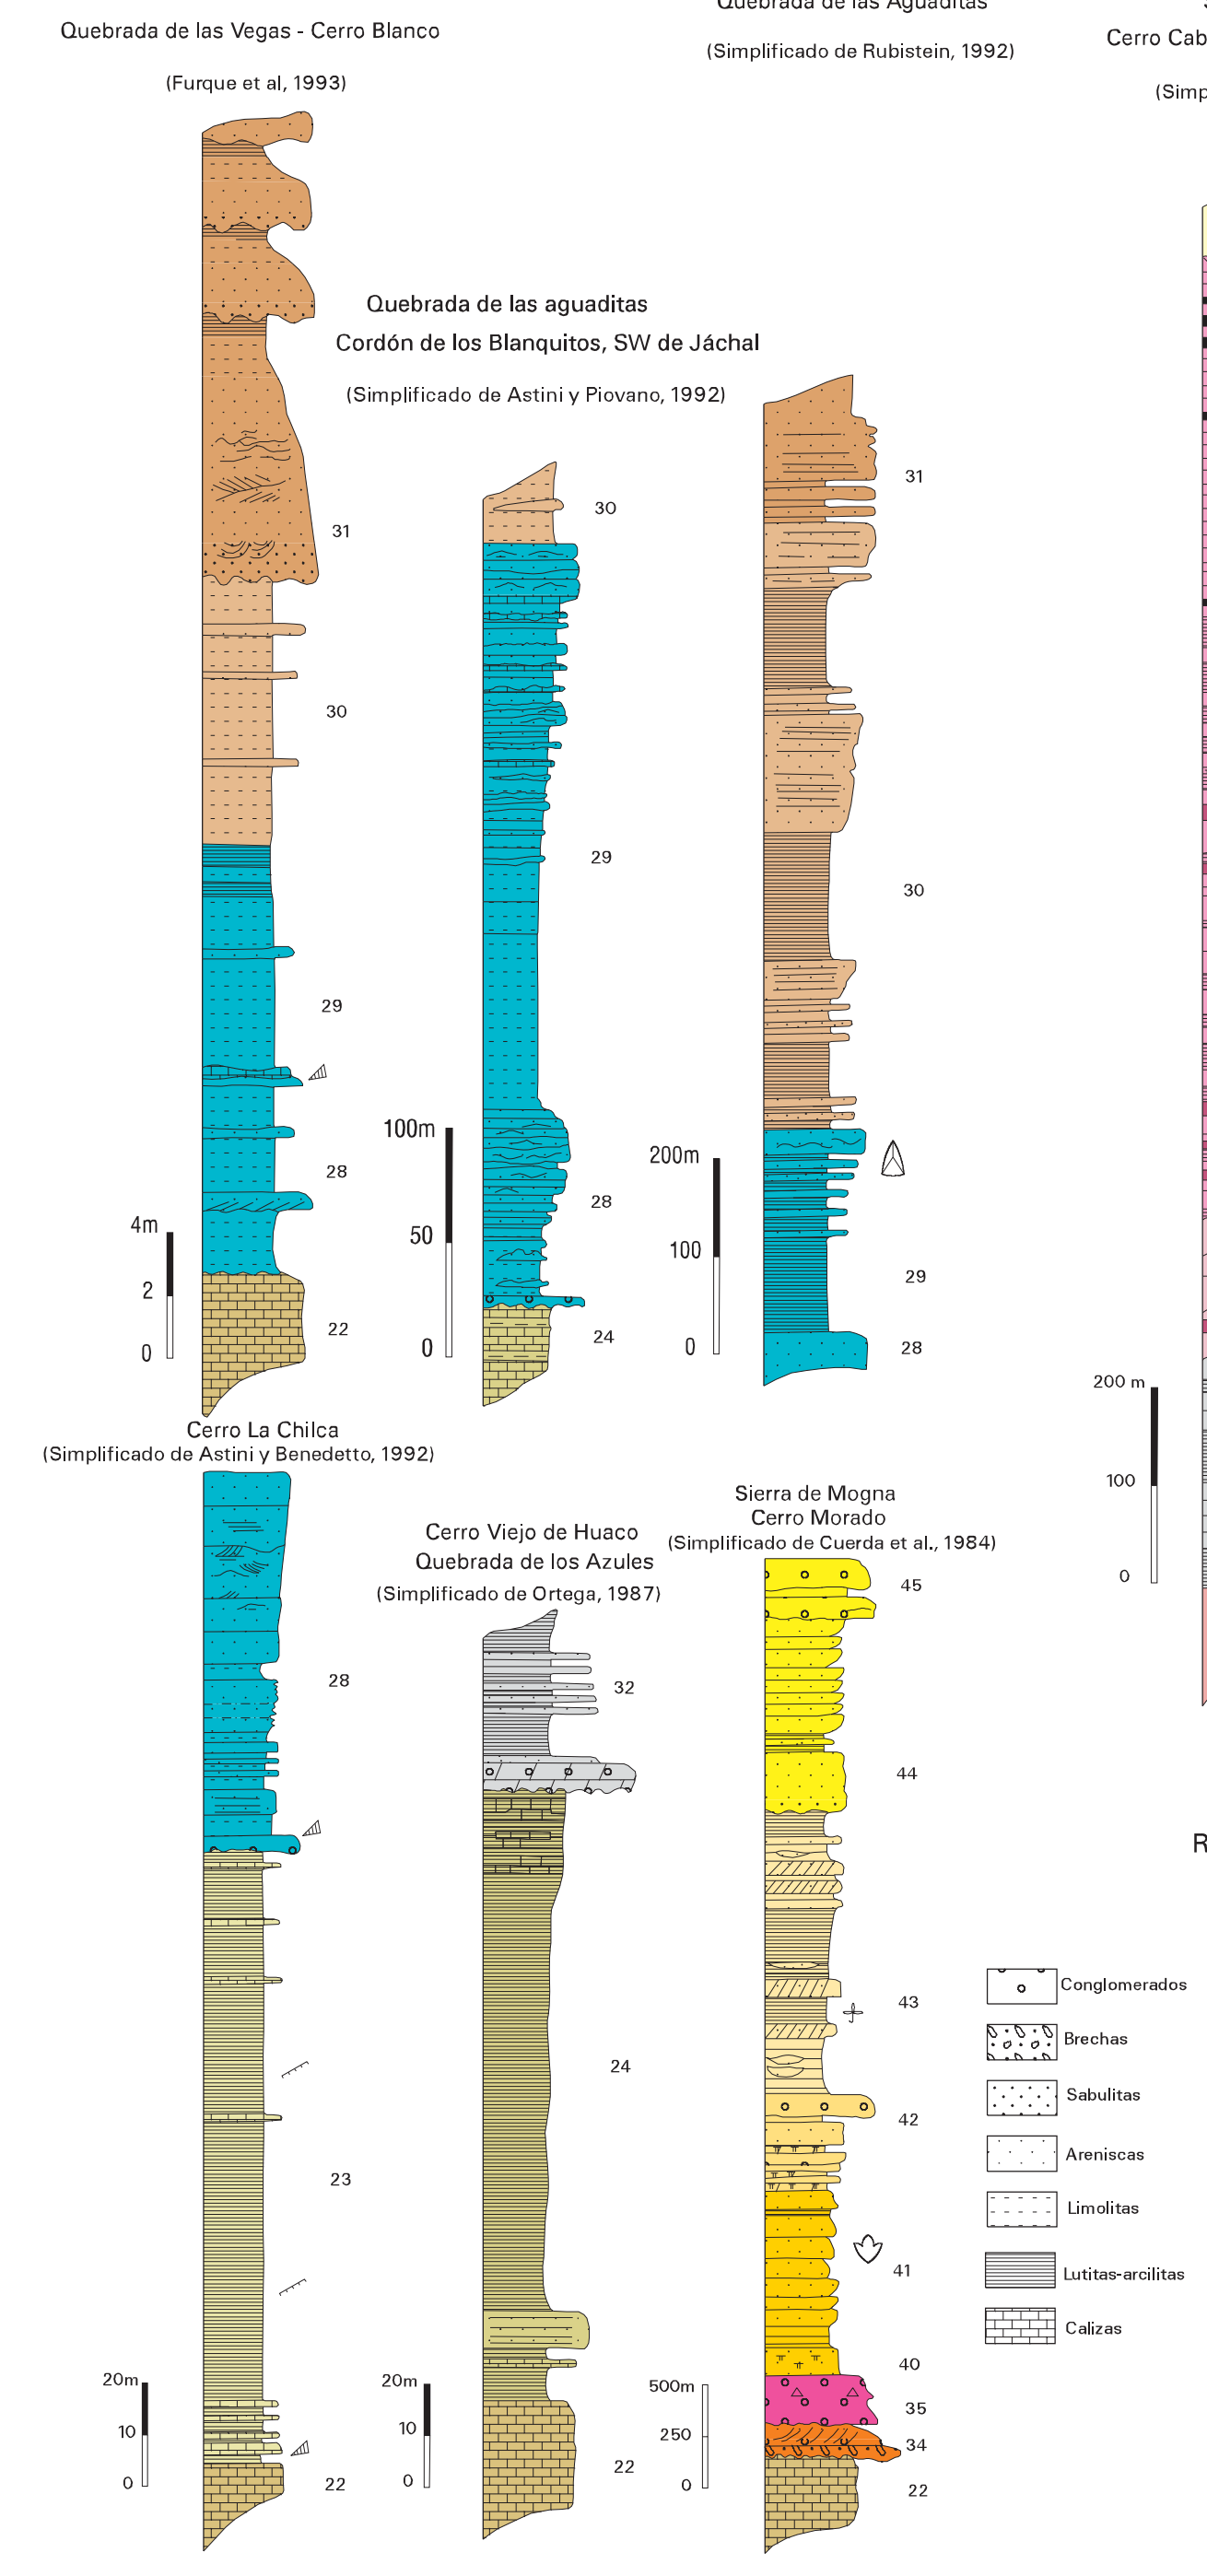 Quebrada de las Vegas - Cerro Blanco
(Furque et al, 1993)
31
30
29
28
22
4m
2
0
Quebrada de las aguaditas
Cordón de los Blanquitos, SW de Jáchal
(Simplificado de Astini y Piovano, 1992)
30
29
28
24
100m
50
0
Quebrada de las Aguaditas
(Simplificado de Rubistein, 1992)
31
30
29
28
200m
100
0
Cerro Cab
(Simp
200 m
100
0
Cerro La Chilca
(Simplificado de Astini y Benedetto, 1992)
28
23
22
20m
10
0
Cerro Viejo de Huaco
Quebrada de los Azules
(Simplificado de Ortega, 1987)
32
24
22
20m
10
0
Sierra de Mogna
Cerro Morado
(Simplificado de Cuerda et al., 1984)
45
44
43
42
41
40
35
34
22
500m
250
0
R
Conglomerados
Brechas
Sabulitas
Areniscas
Limolitas
Lutitas-arcilitas
Calizas